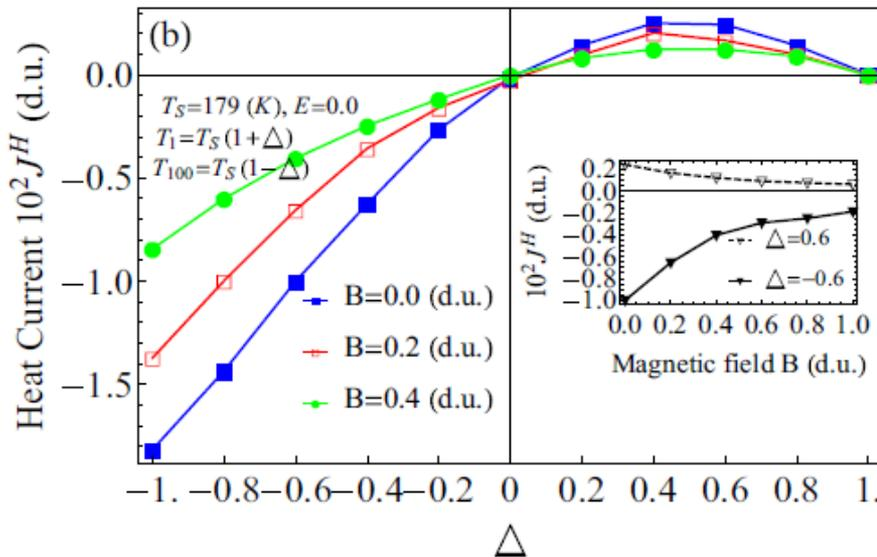 (b)
Heat Current 10² Jᴴ (d.u.)
0.0
−0.5
−1.0
−1.5
T_S=179 (K), E=0.0
T_1=T_S(1+△)
T_100=T_S(1−△)
B=0.0 (d.u.)
B=0.2 (d.u.)
B=0.4 (d.u.)
10² Jᴴ (d.u.)
0.2
0.0
−0.2
−0.4
−0.6
−0.8
−1.0
△=0.6
△=−0.6
0.0 0.2 0.4 0.6 0.8 1.0
Magnetic field B (d.u.)
−1. −0.8 −0.6 −0.4 −0.2 0 0.2 0.4 0.6 0.8 1.
△